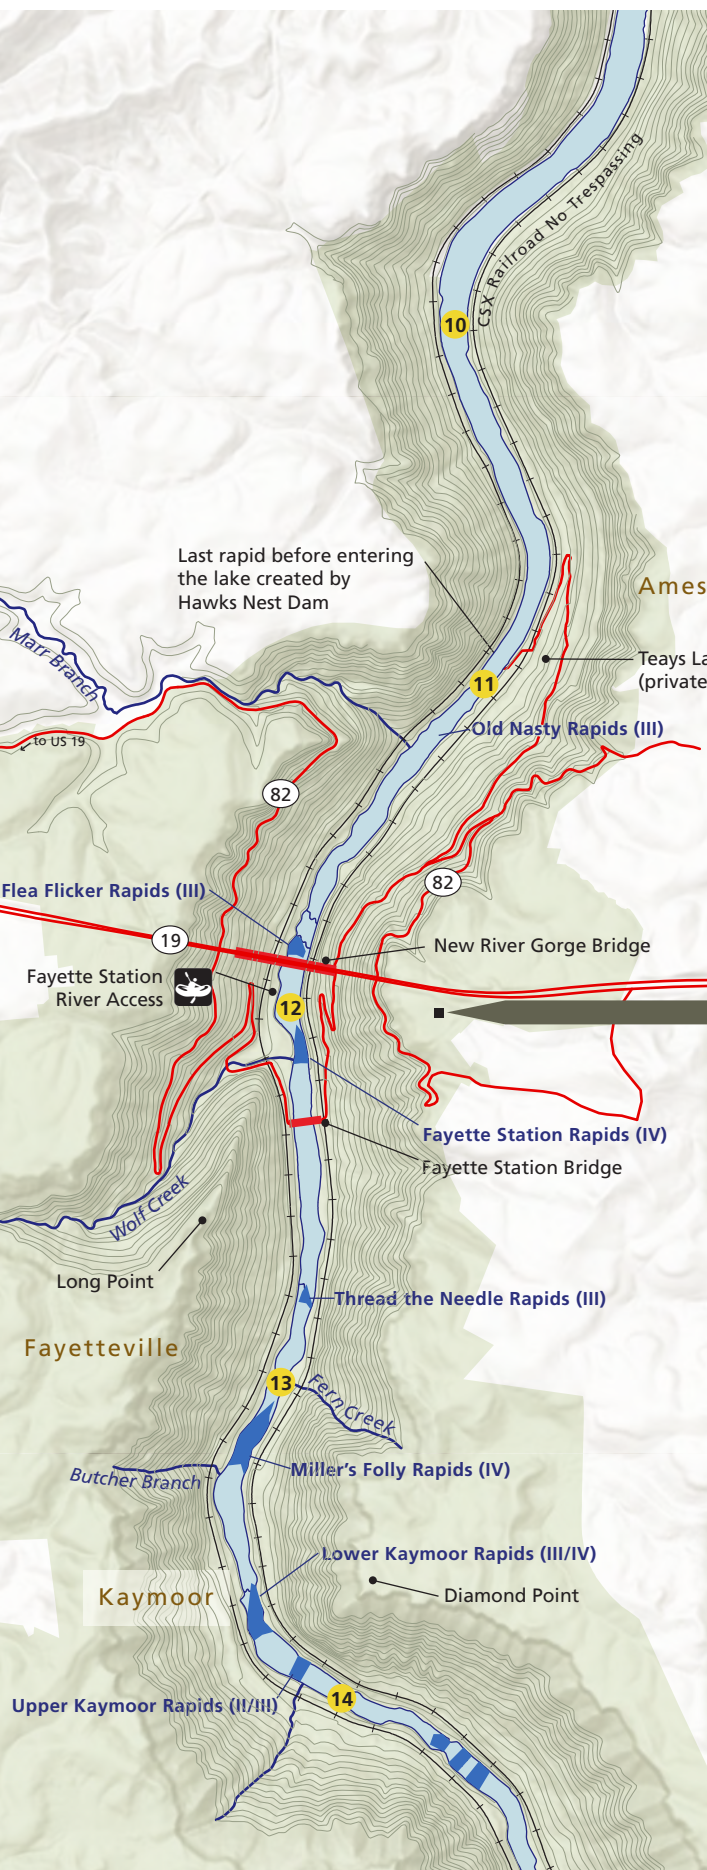 CSX Railroad No Trespassing
10
Last rapid before entering
the lake created by
Hawks Nest Dam
Ames
Marr Branch
Teays La
(private
11
Old Nasty Rapids (III)
to US 19
82
82
Flea Flicker Rapids (III)
19
New River Gorge Bridge
Fayette Station
River Access
12
Fayette Station Rapids (IV)
Fayette Station Bridge
Wolf Creek
Long Point
Thread the Needle Rapids (III)
Fayetteville
13
Fern Creek
Miller's Folly Rapids (IV)
Butcher Branch
Lower Kaymoor Rapids (III/IV)
Kaymoor
Diamond Point
14
Upper Kaymoor Rapids (II/III)